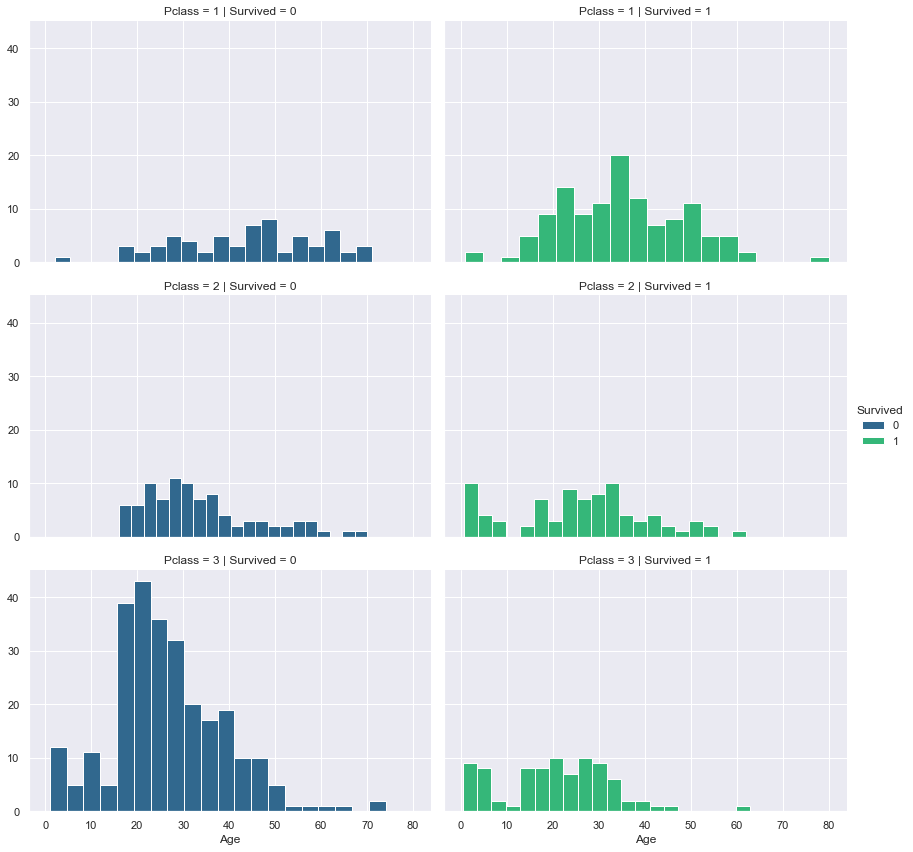 Pclass = 1 | Survived = 0
Pclass = 1 | Survived = 1
40
30
20
10
0
Pclass = 2 | Survived = 0
Pclass = 2 | Survived = 1
40
30
20
10
0
Survived
0
1
Pclass = 3 | Survived = 0
Pclass = 3 | Survived = 1
40
30
20
10
0
0 10 20 30 40 50 60 70 80
0 10 20 30 40 50 60 70 80
Age
Age